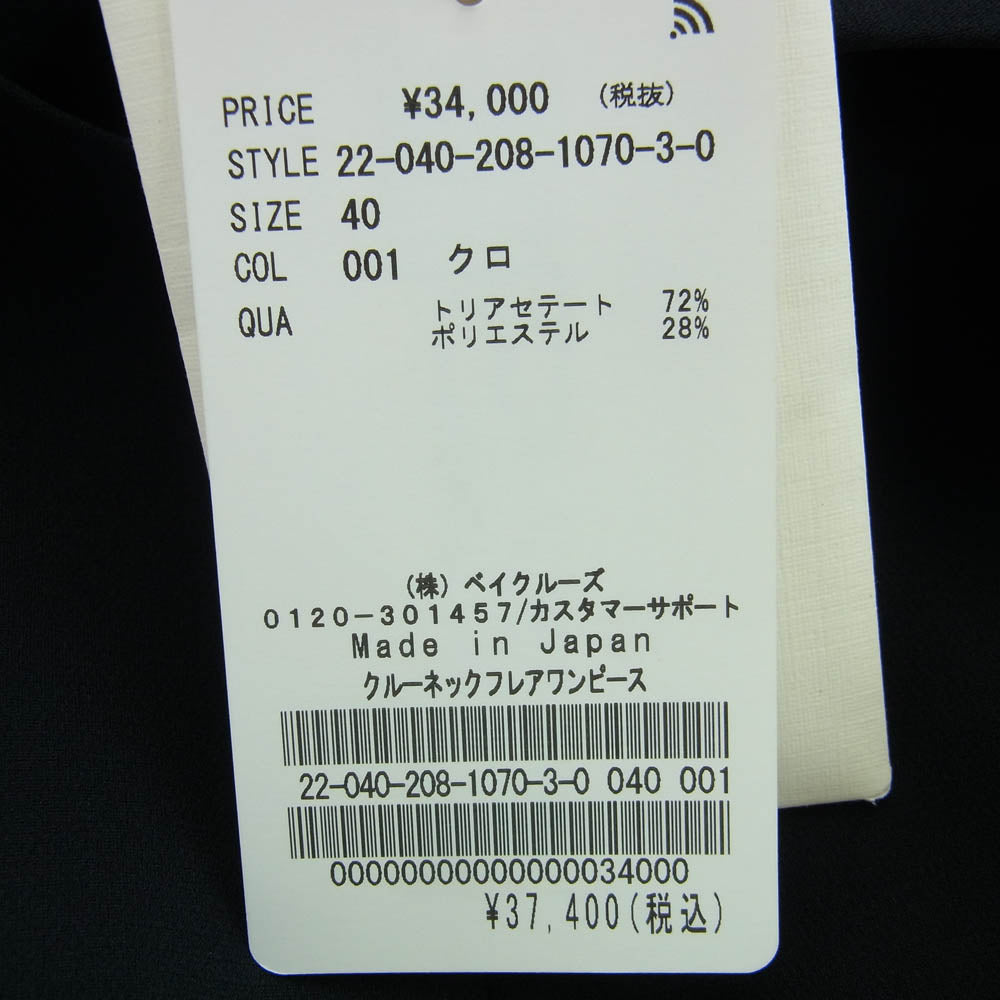 PRICE ¥34,000 (税抜)
STYLE 22-040-208-1070-3-0
SIZE 40
COL 001 クロ
QUA トリアセテート 72%
ポリエステル 28%
(株)ベイクルーズ
0120-301457/カスタマーサポート
Made in Japan
クルーネックフレアワンピース
22-040-208-1070-3-0 040 001
00000000000000034000
¥37,400(税込)